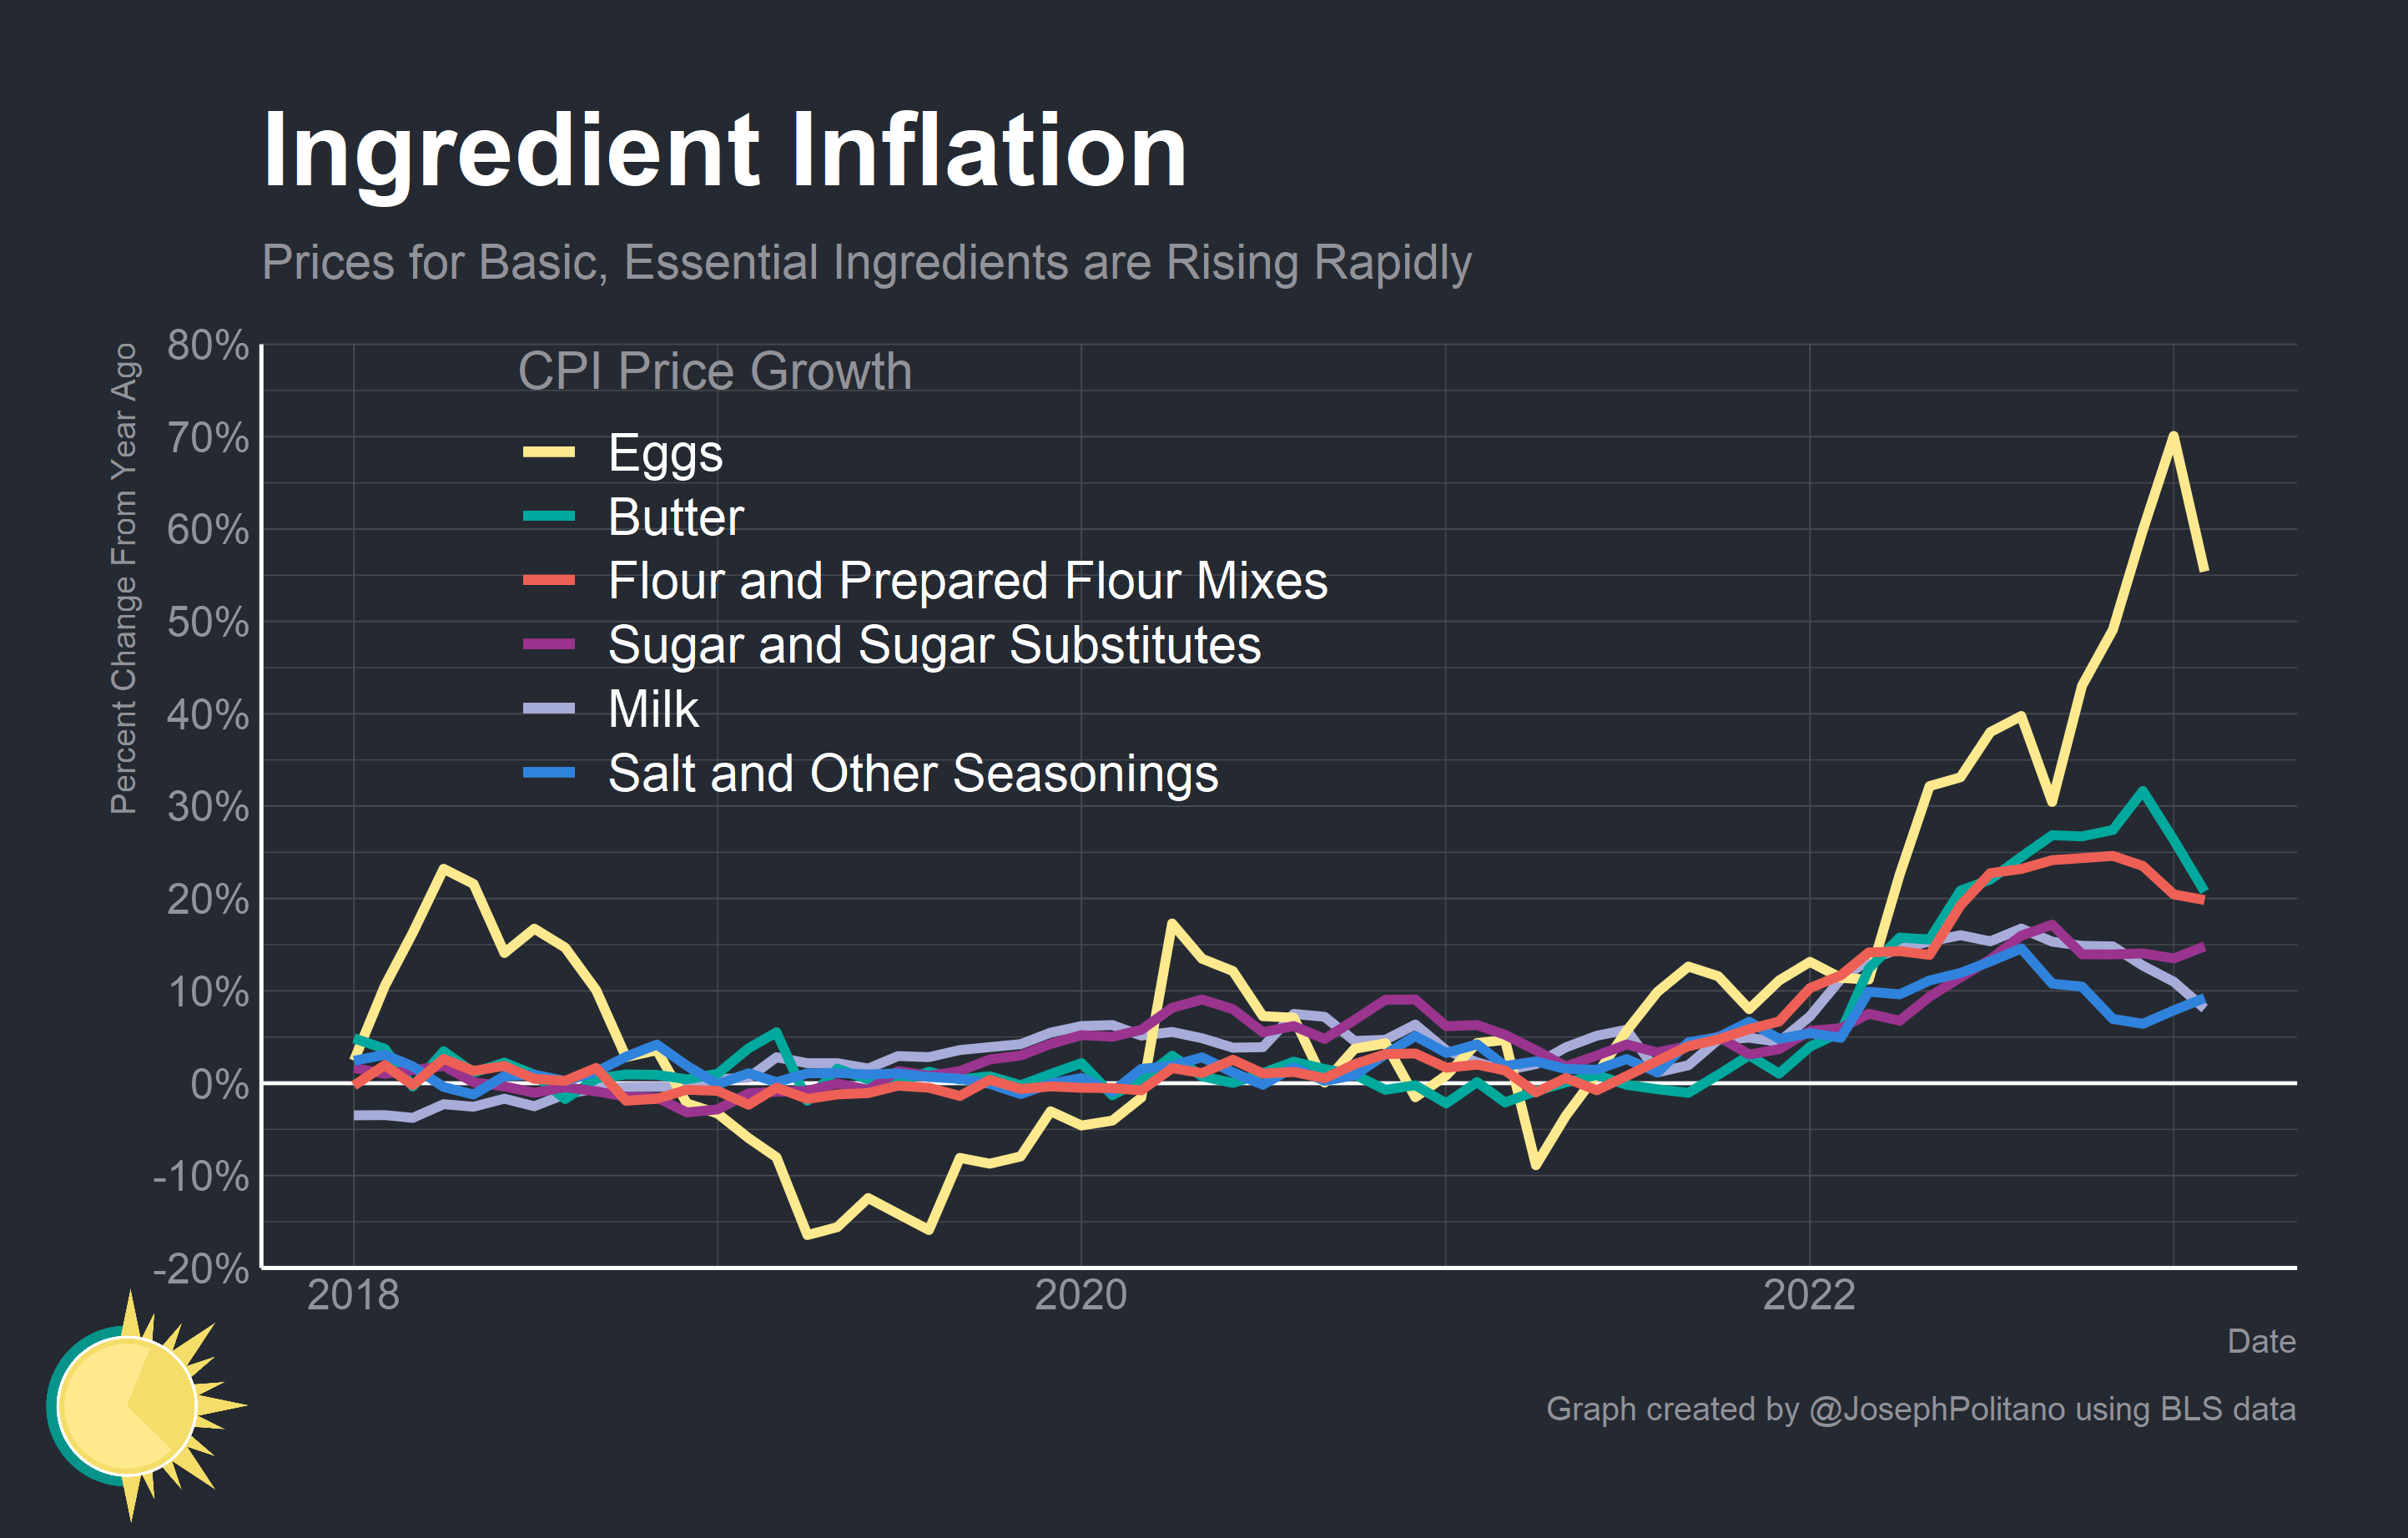 Ingredient Inflation
Prices for Basic, Essential Ingredients are Rising Rapidly
Percent Change From Year Ago
80%
70%
60%
50%
40%
30%
20%
10%
0%
-10%
-20%
CPI Price Growth
Eggs
Butter
Flour and Prepared Flour Mixes
Sugar and Sugar Substitutes
Milk
Salt and Other Seasonings
2018
2020
2022
Date
Graph created by @JosephPolitano using BLS data